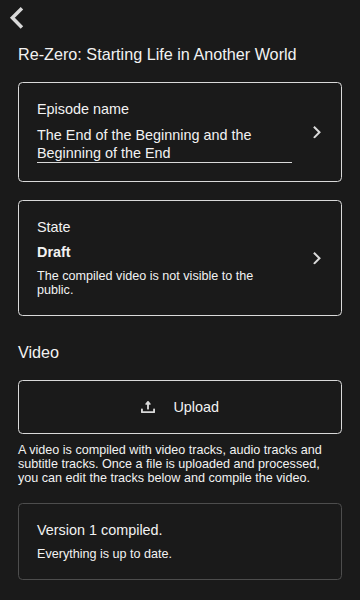 Re-Zero: Starting Life in Another World
Episode name
The End of the Beginning and the
Beginning of the End
State
Draft
The compiled video is not visible to the
public.
Video
Upload
A video is compiled with video tracks, audio tracks and
subtitle tracks. Once a file is uploaded and processed,
you can edit the tracks below and compile the video.
Version 1 compiled.
Everything is up to date.